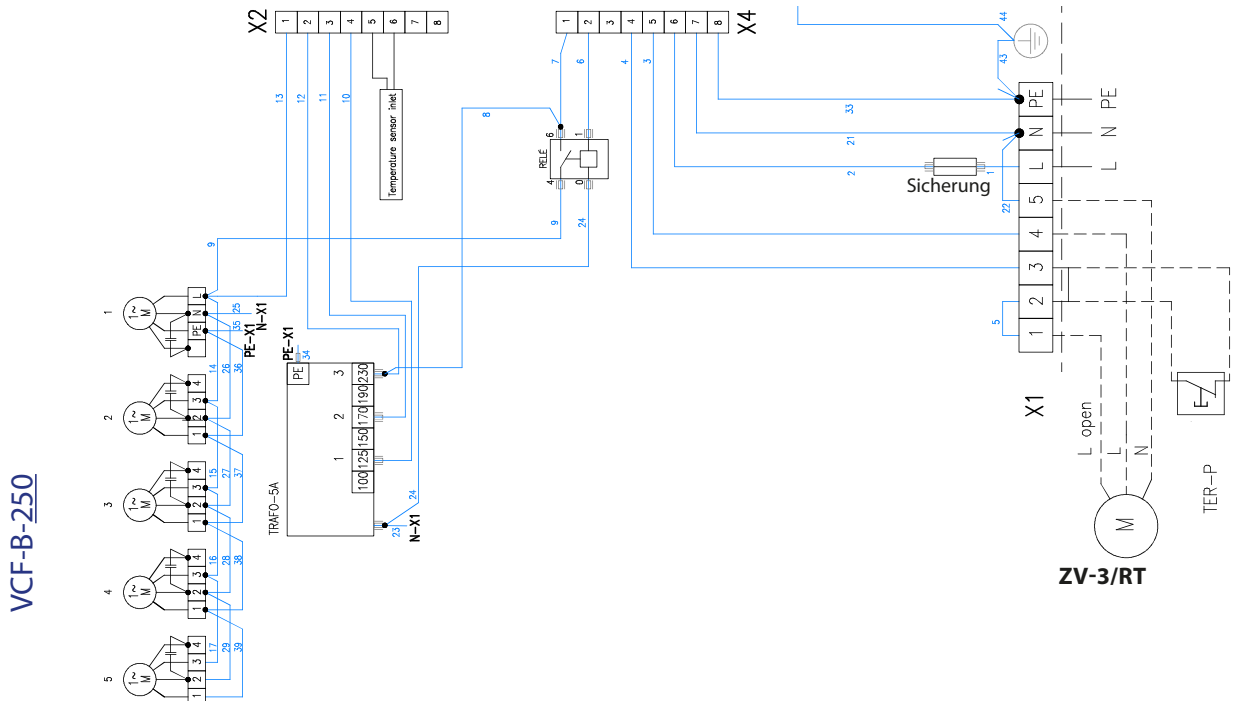 X2
1 2 3 4 5 6 7 8
X4
1 2 3 4 5 6 7 8
44
43
13
12
11
10
7
6
4
3
8
33
21
2
1
22
Temperature sensor inlet
RELÉ
6 1
4 0
9
24
9
Sicherung
X1
1 2 3 4 5 L N PE
L N PE
5
1
1~
M
L
N
PE
25
35
N-X1
PE-X1
14
26
36
2
1~
M
4
3
2
1
15
27
37
3
1~
M
4
3
2
1
16
28
38
4
1~
M
4
3
2
1
17
29
39
5
1~
M
4
3
2
1
PE-X1
34
PE
TRAFO-5A
1 2 3
100 125 150 170 190 230
24
23
N-X1
L open
L
N
M
ZV-3/RT
TER-P
VCF-B-250